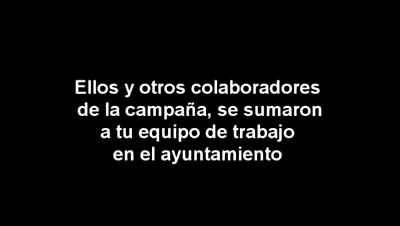 Ellos y otros colaboradores
de la campaña, se sumaron
a tu equipo de trabajo
en el ayuntamiento